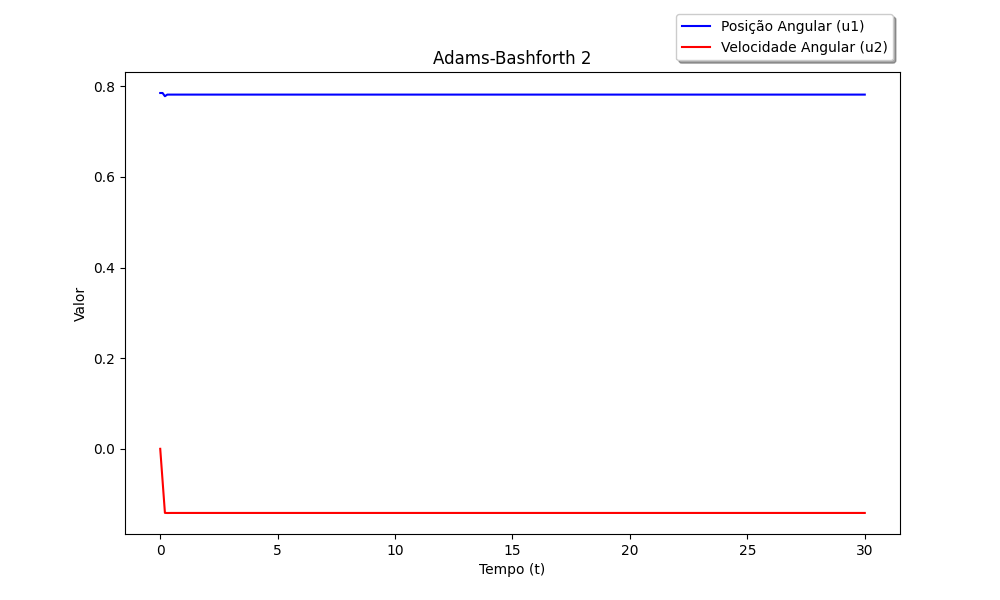 Posição Angular (u1)
Velocidade Angular (u2)
Adams-Bashforth 2
0.8
0.6
0.4
0.2
0.0
Valor
0 5 10 15 20 25 30
Tempo (t)